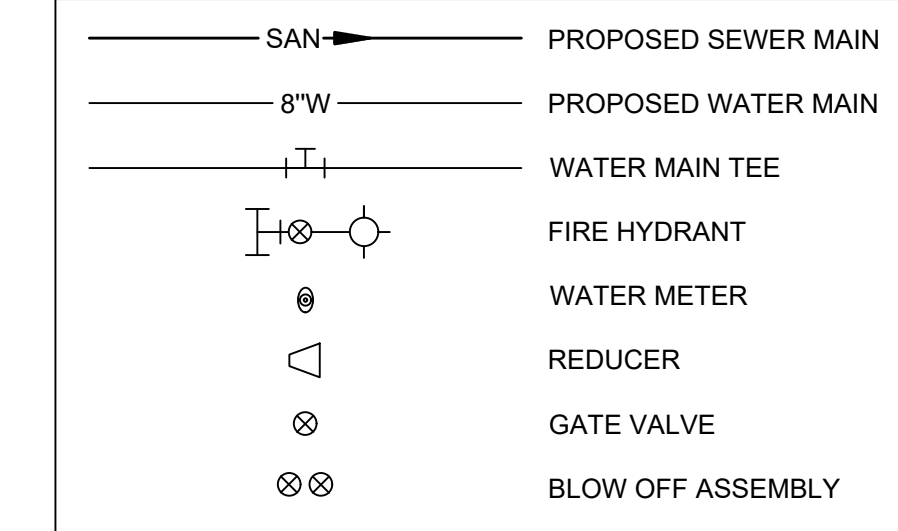 SAN PROPOSED SEWER MAIN
8"W PROPOSED WATER MAIN
WATER MAIN TEE
FIRE HYDRANT
WATER METER
REDUCER
GATE VALVE
BLOW OFF ASSEMBLY